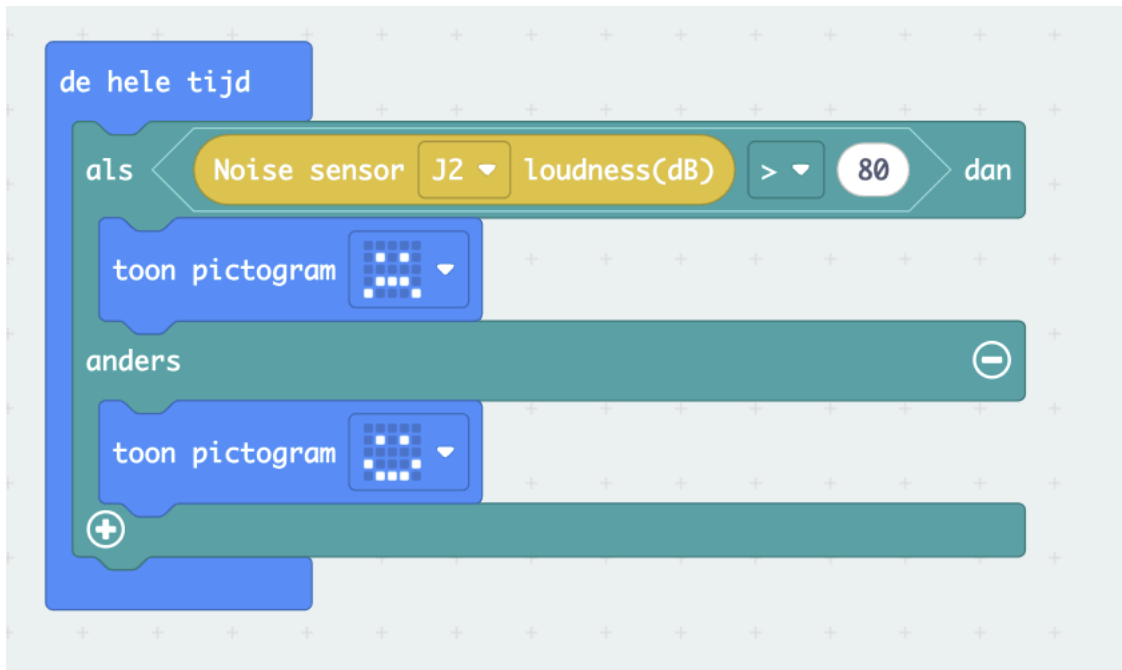 de hele tijd
als Noise sensor J2 loudness(dB) > 80 dan
toon pictogram
anders
toon pictogram